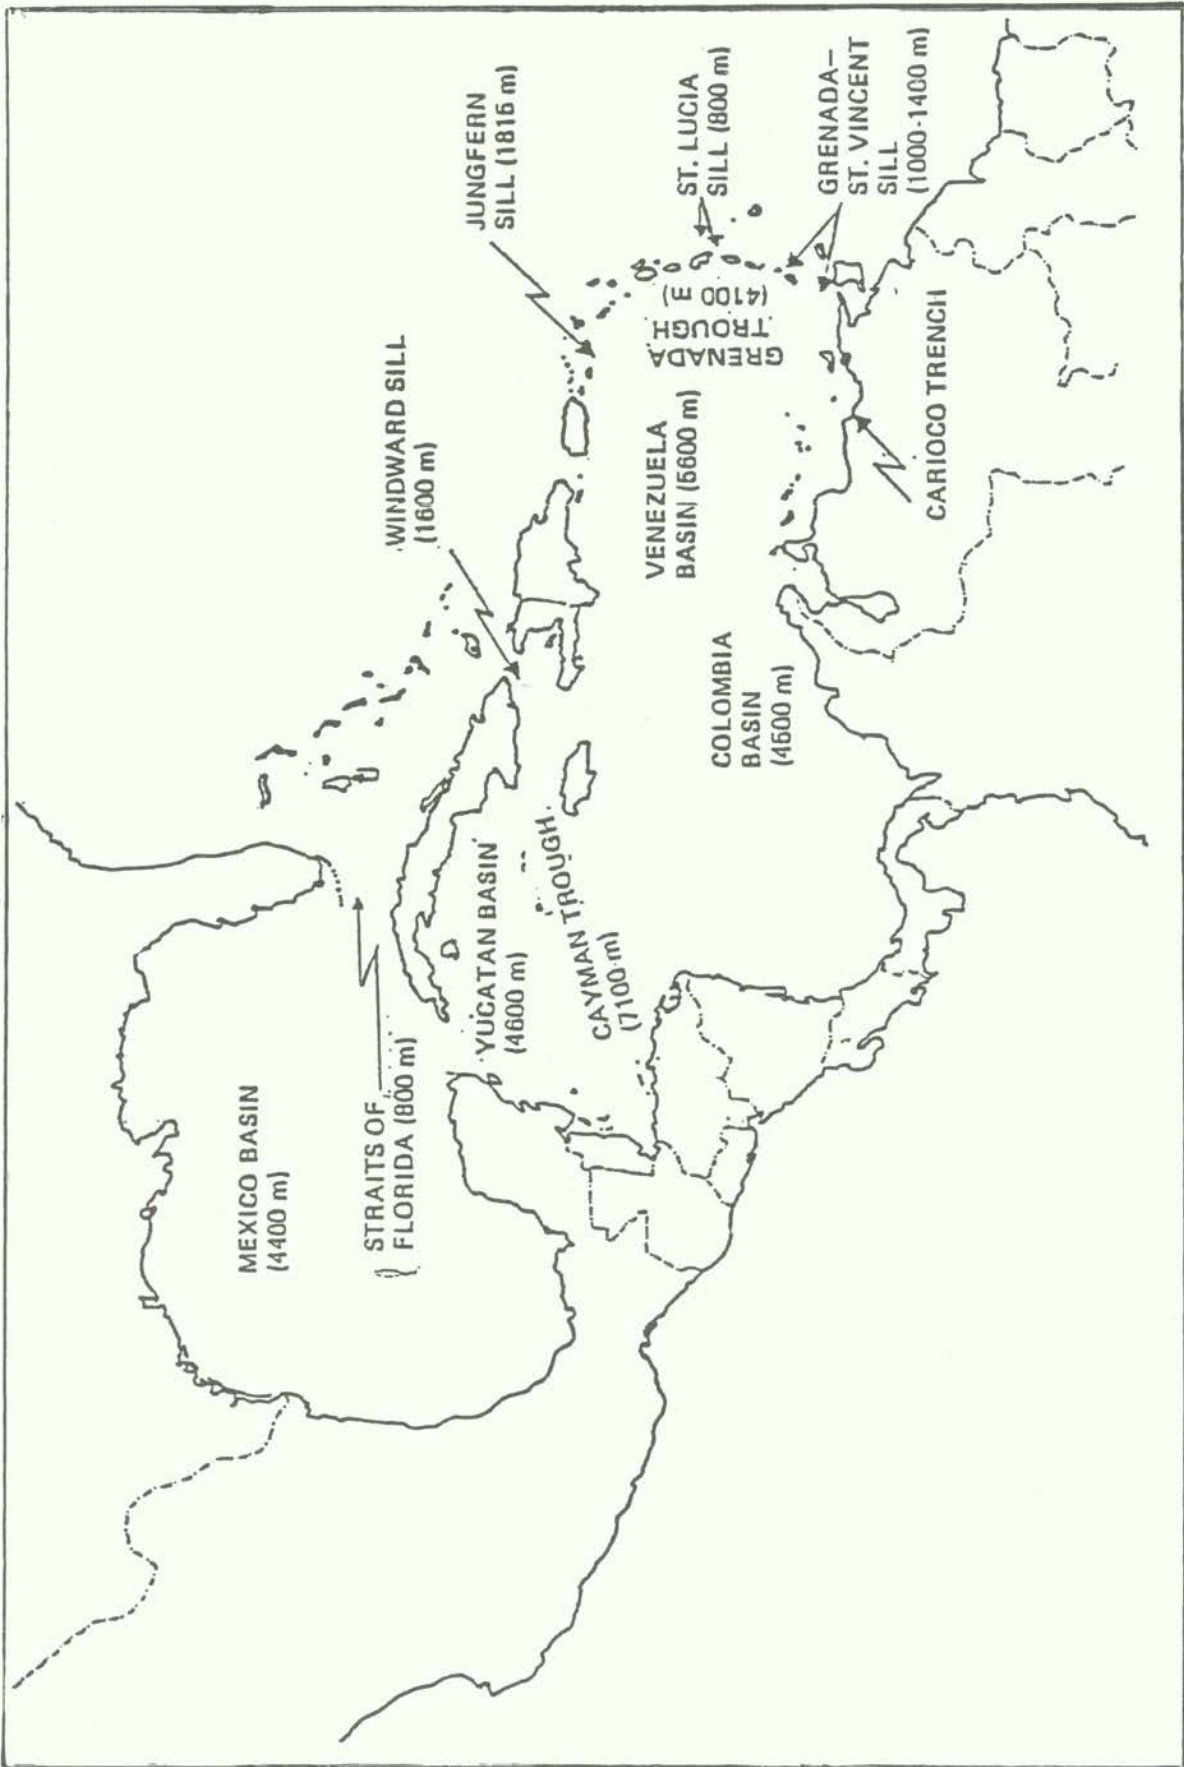 MEXICO BASIN
(4400 m)
STRAITS OF
FLORIDA (800 m)
YUCATAN BASIN
(4600 m)
CAYMAN TROUGH
(7100 m)
WINDWARD SILL
(1600 m)
JUNGFERN
SILL (1815 m)
COLOMBIA
BASIN
(4500 m)
VENEZUELA
BASIN (5600 m)
GRENADA
TROUGH
(4100 m)
ST. LUCIA
SILL (800 m)
GRENADA–
ST. VINCENT
SILL
(1000-1400 m)
CARIOCO TRENCH